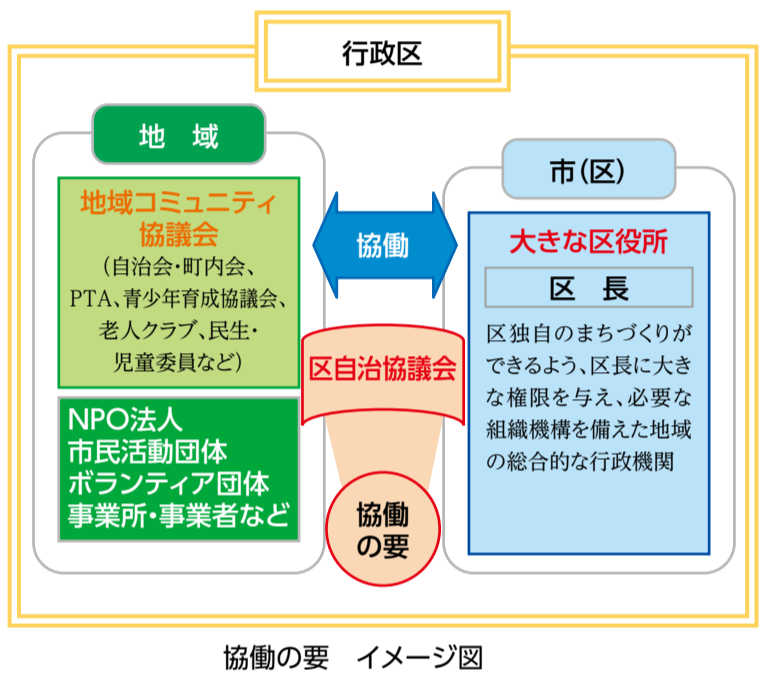 行政区
地　域
地域コミュニティ
協議会
（自治会・町内会、
PTA、青少年育成協議会、
老人クラブ、民生・
児童委員など）
NPO法人
市民活動団体
ボランティア団体
事業所・事業者など
協働
区自治協議会
協働
の要
市（区）
大きな区役所
区　長
区独自のまちづくりが
できるよう、区長に大き
な権限を与え、必要な
組織機構を備えた地域
の総合的な行政機関
協働の要　イメージ図